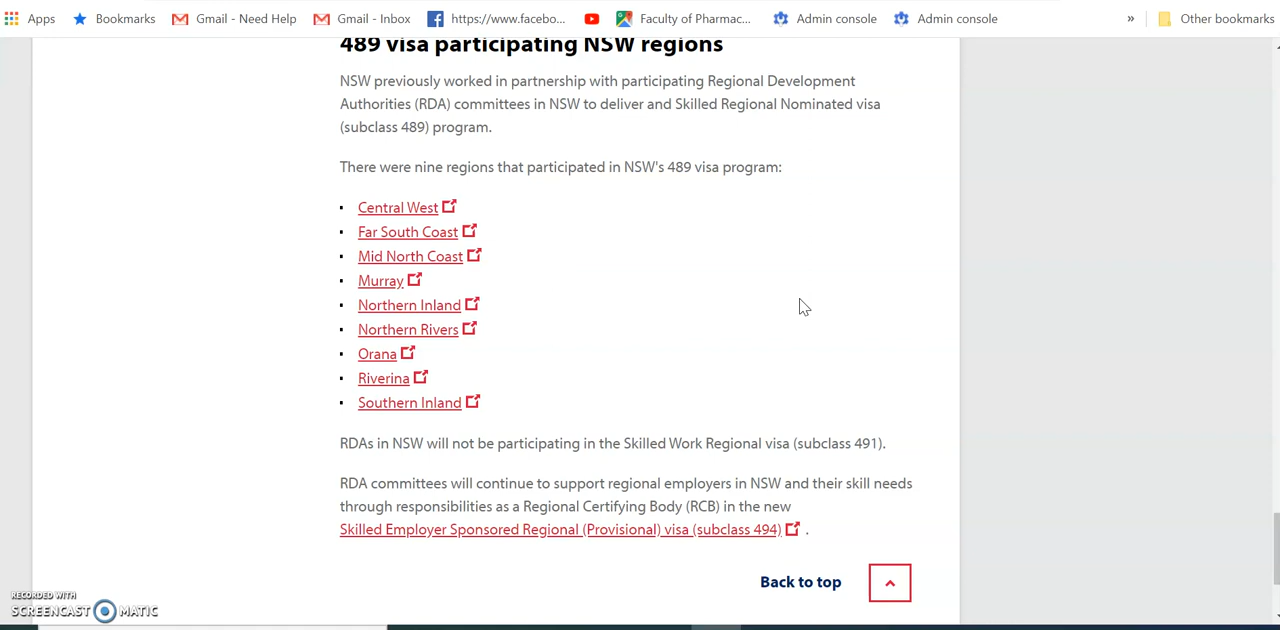 Apps Bookmarks Gmail - Need Help Gmail - Inbox https://www.facebo... Faculty of Pharmac... Admin console Admin console » Other bookmarks
489 visa participating NSW regions
NSW previously worked in partnership with participating Regional Development
Authorities (RDA) committees in NSW to deliver and Skilled Regional Nominated visa
(subclass 489) program.
There were nine regions that participated in NSW's 489 visa program:
Central West
Far South Coast
Mid North Coast
Murray
Northern Inland
Northern Rivers
Orana
Riverina
Southern Inland
RDAs in NSW will not be participating in the Skilled Work Regional visa (subclass 491).
RDA committees will continue to support regional employers in NSW and their skill needs
through responsibilities as a Regional Certifying Body (RCB) in the new
Skilled Employer Sponsored Regional (Provisional) visa (subclass 494) .
Back to top
RECORDED WITH
SCREENCAST MATIC